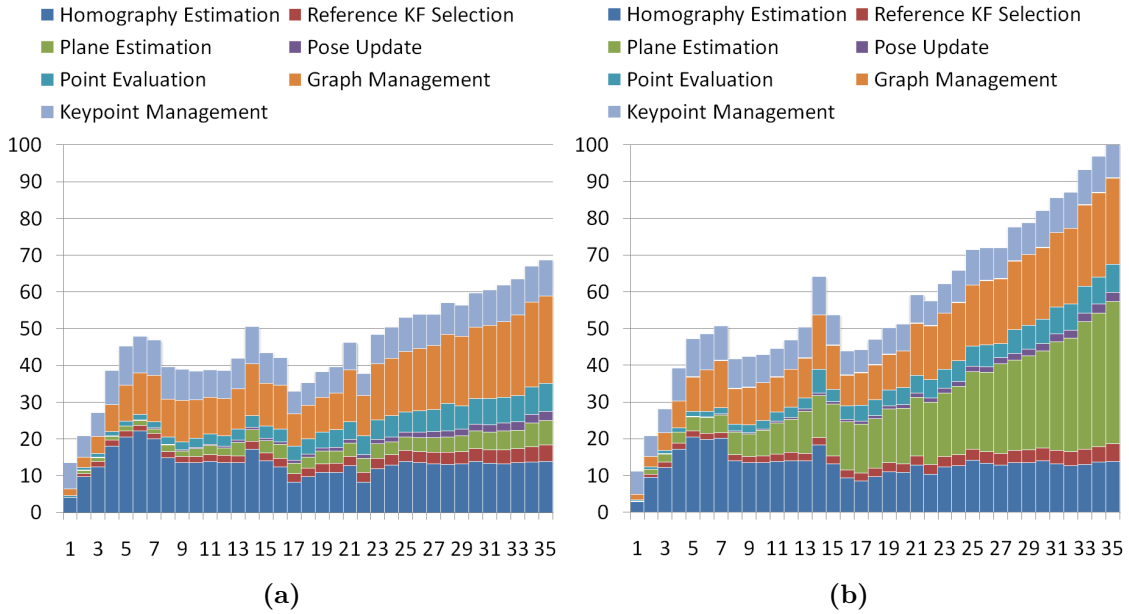 Homography Estimation Reference KF Selection
Plane Estimation Pose Update
Point Evaluation Graph Management
Keypoint Management
100
90
80
70
60
50
40
30
20
10
0
1 3 5 7 9 11 13 15 17 19 21 23 25 27 29 31 33 35
(a)
Homography Estimation Reference KF Selection
Plane Estimation Pose Update
Point Evaluation Graph Management
Keypoint Management
100
90
80
70
60
50
40
30
20
10
0
1 3 5 7 9 11 13 15 17 19 21 23 25 27 29 31 33 35
(b)